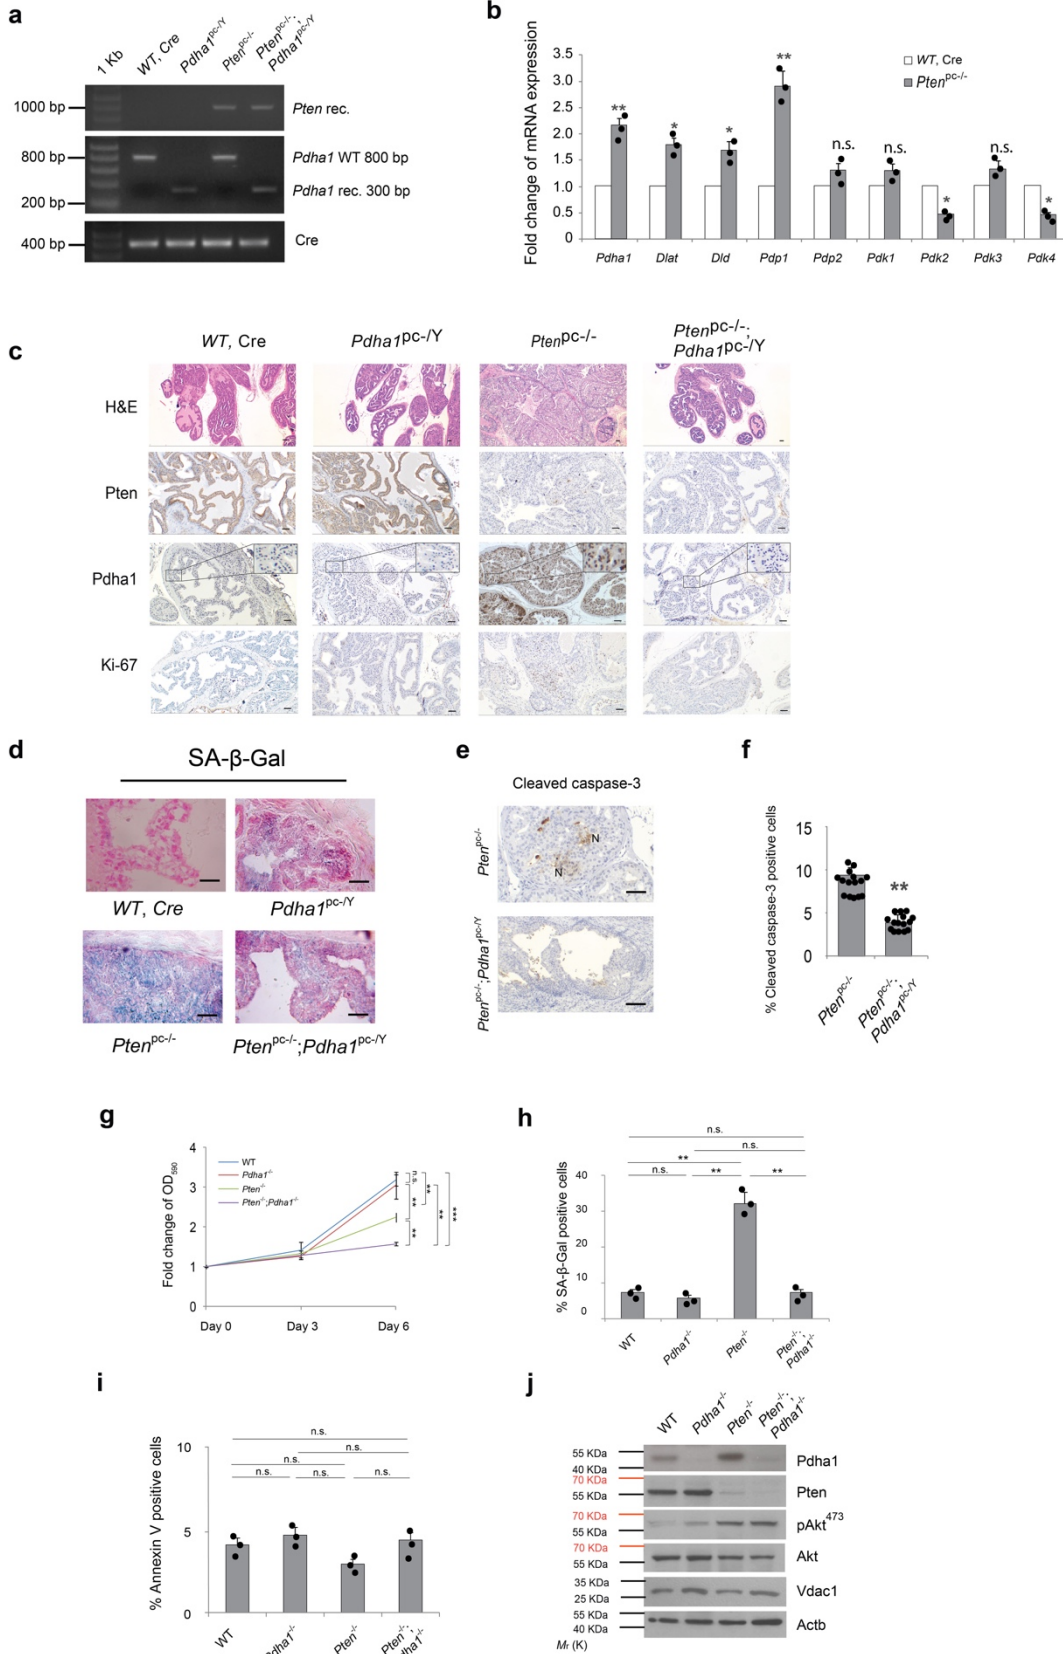 a
1 Kb
WT, Cre
Pdha1pc-/Y
Ptenpc-/-
Ptenpc-/-;
Pdha1pc-/Y
1000 bp
Pten rec.
800 bp
Pdha1 WT 800 bp
Pdha1 rec. 300 bp
200 bp
400 bp
Cre
b
Fold change of mRNA expression
3.5
3.0
2.5
2.0
1.5
1.0
0.5
0
WT, Cre
Ptenpc-/-
**
*
*
**
n.s.
n.s.
*
n.s.
*
Pdha1 Dlat Dld Pdp1 Pdp2 Pdk1 Pdk2 Pdk3 Pdk4
c
WT, Cre
Pdha1pc-/Y
Ptenpc-/-
Ptenpc-/-;
Pdha1pc-/Y
H&E
Pten
Pdha1
Ki-67
d
SA-β-Gal
WT, Cre
Pdha1pc-/Y
Ptenpc-/-
Ptenpc-/-;Pdha1pc-/Y
e
Cleaved caspase-3
Ptenpc-/-
N
N
Ptenpc-/-;Pdha1pc-/Y
f
% Cleaved caspase-3 positive cells
15
10
5
0
**
Ptenpc-/-
Ptenpc-/-;
Pdha1pc-/Y
g
Fold change of OD590
4
3
2
1
0
WT
Pdha1-/-
Pten-/-
Pten-/-;Pdha1-/-
n.s.
**
**
**
**
***
Day 0 Day 3 Day 6
h
% SA-β-Gal positive cells
n.s.
n.s.
**
n.s. ** **
40
30
20
10
0
WT
Pdha1-/-
Pten-/-
Pten-/-;
Pdha1-/-
i
% Annexin V positive cells
n.s.
n.s.
n.s.
n.s. n.s. n.s.
10
5
0
WT
Pdha1-/-
Pten-/-
Pten-/-;
j
WT
Pdha1-/-
Pten-/-
Pten-/-;
Pdha1-/-
55 KDa
40 KDa
Pdha1
70 KDa
55 KDa
Pten
70 KDa
55 KDa
pAkt473
70 KDa
55 KDa
Akt
35 KDa
25 KDa
Vdac1
55 KDa
40 KDa
Actb
Mr (K)